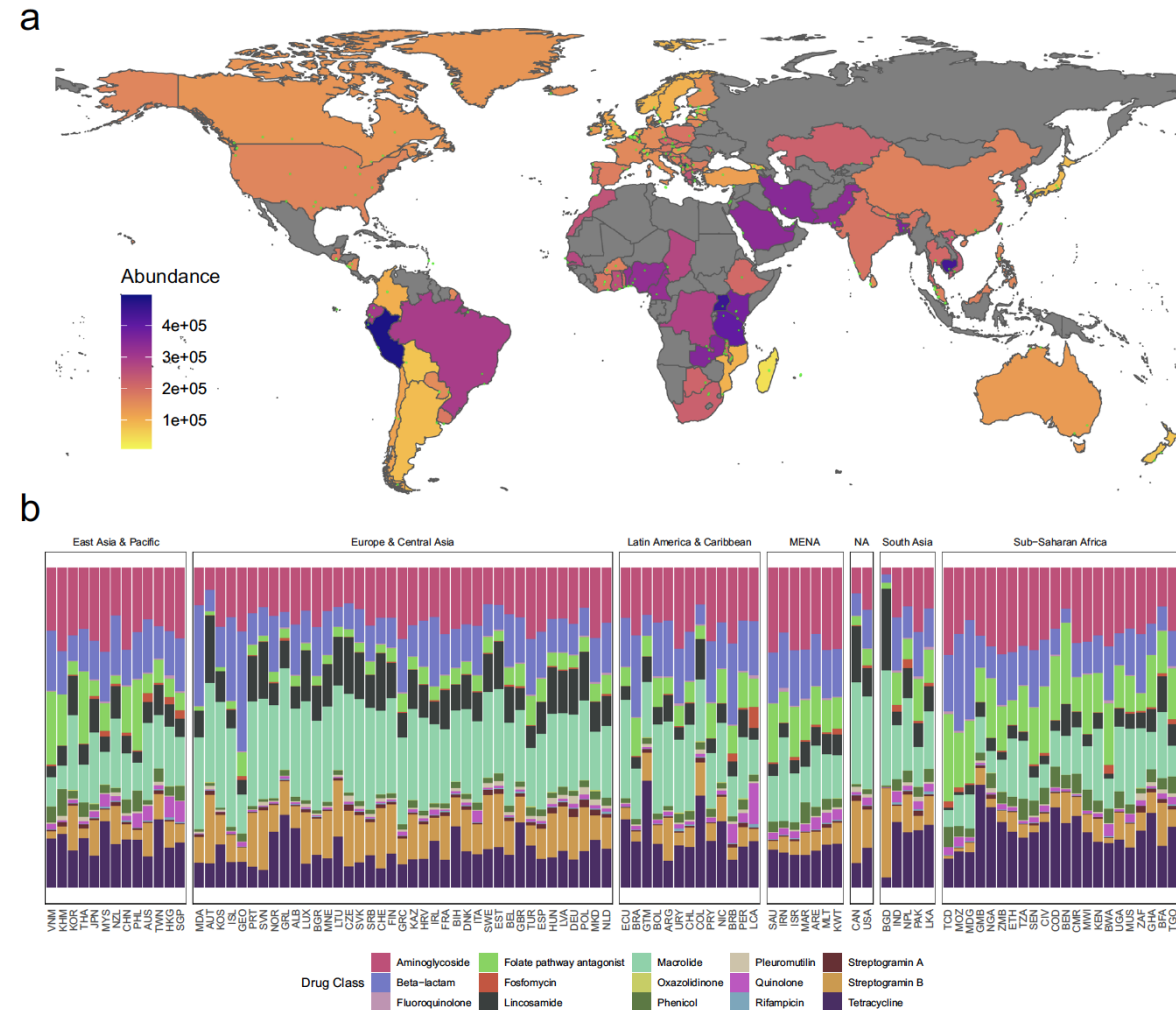 a
Abundance
4e+05
3e+05
2e+05
1e+05
b
East Asia & Pacific
Europe & Central Asia
Latin America & Caribbean
MENA
NA
South Asia
Sub−Saharan Africa
VNM KHM KOR THA JPN MYS NZL CHN PHL AUS TWN HKG SGP
MDA AUT KOS ISL GEO PRT SVN NOR GRL ALB LUX BGR MNE LTU CZE SVK SRB CHE FIN GRC KAZ HRV IRL FRA BIH DNK ITA SWE EST BEL GBR TUR ESP HUN LVA DEU POL MKD NLD
ECU BRA GTM BOL ARG URY CHL COL PRY NIC BRB PER LCA
SAU IRN ISR MAR ARE MLT KWT
CAN USA
BGD IND NPL PAK LKA
TCD MOZ MDG GMB NGA ZMB ETH TZA SEN CIV COD BEN CMR MWI KEN BWA UGA MUS ZAF GHA BFA TGO
Drug Class
Aminoglycoside
Beta−lactam
Fluoroquinolone
Folate pathway antagonist
Fosfomycin
Lincosamide
Macrolide
Oxazolidinone
Phenicol
Pleuromutilin
Quinolone
Rifampicin
Streptogramin A
Streptogramin B
Tetracycline